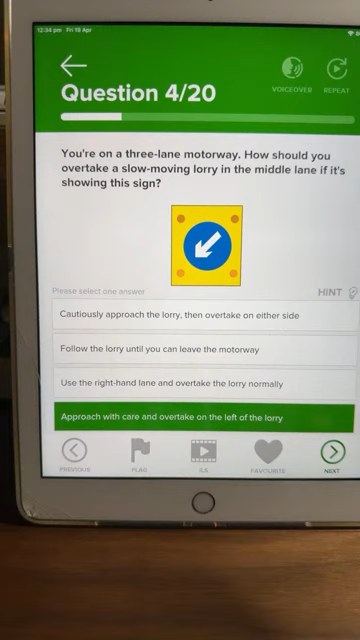 12:34 pm Fri 19 Apr
Question 4/20
VOICEOVER
REPEAT
You're on a three-lane motorway. How should you
overtake a slow-moving lorry in the middle lane if it's
showing this sign?
Please select one answer
HINT
Cautiously approach the lorry, then overtake on either side
Follow the lorry until you can leave the motorway
Use the right-hand lane and overtake the lorry normally
Approach with care and overtake on the left of the lorry
PREVIOUS
FLAG
FAVOURITE
NEXT